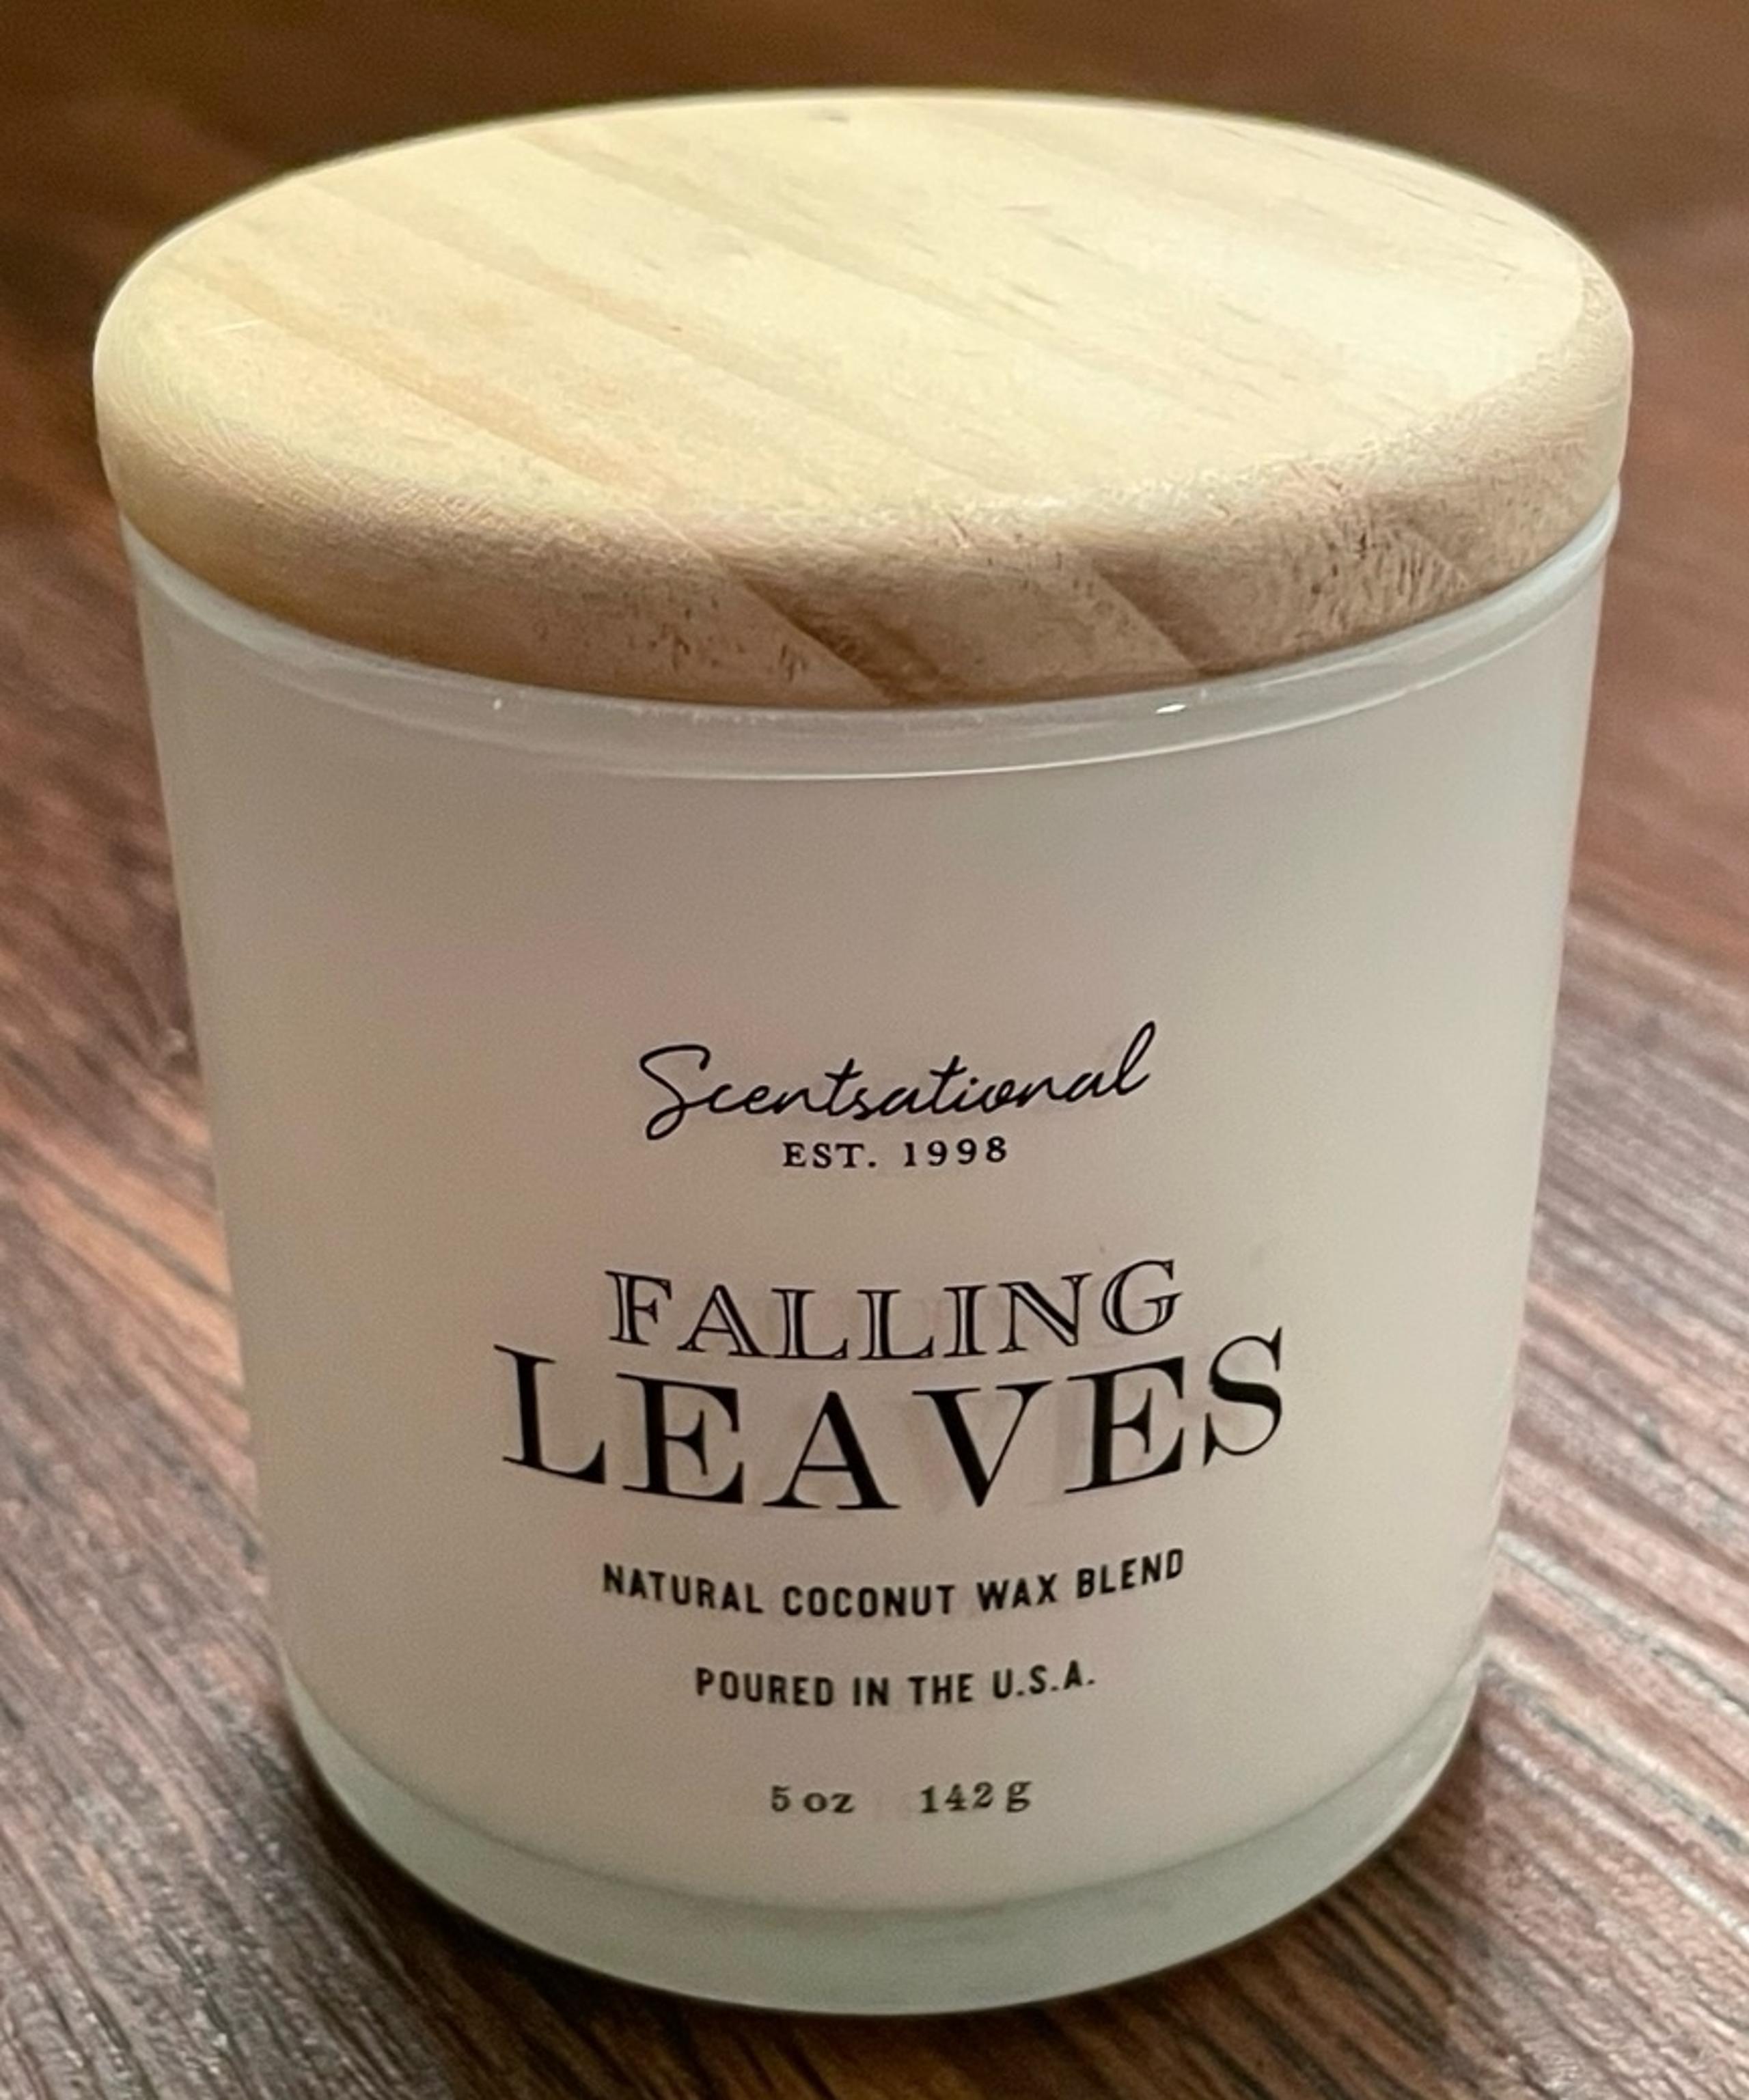 Scentsational
EST. 1998
FALLING
LEAVES
NATURAL COCONUT WAX BLEND
POURED IN THE U.S.A.
5 oz 142 g